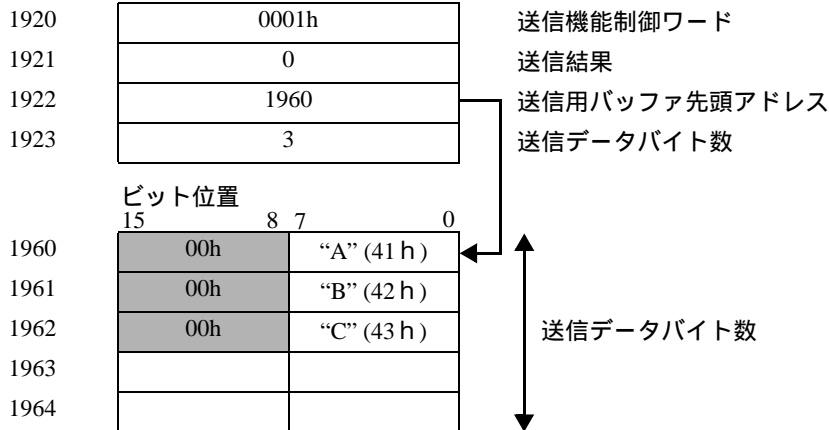 1920 0001h 送信機能制御ワード
1921 0 送信結果
1922 1960 送信用バッファ先頭アドレス
1923 3 送信データバイト数
ビット位置
15 8 7 0
1960 00h “A” (41ｈ)
1961 00h “B” (42ｈ)
1962 00h “C” (43ｈ) 送信データバイト数
1963
1964